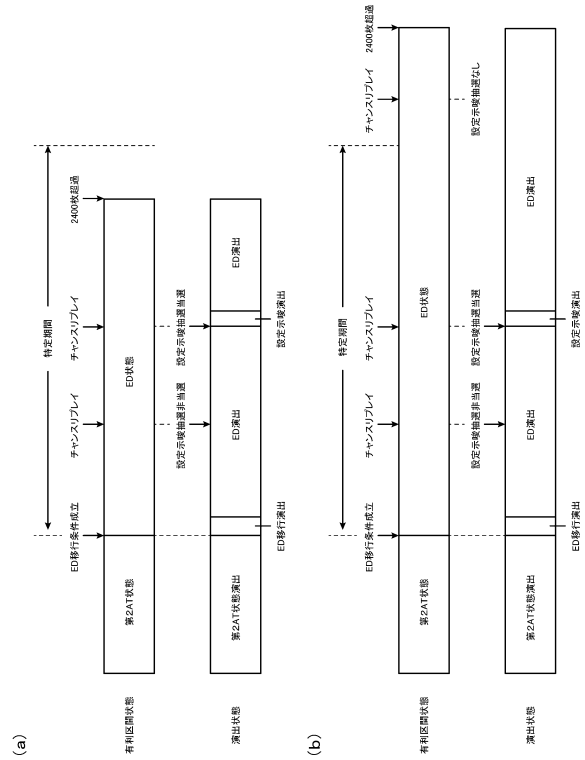 (a)
特定期間
ED移行条件成立
チャンスリプレイ
チャンスリプレイ
2400枚超過
有利区間状態
第2AT状態
ED状態
設定示唆抽選非当選
設定示唆抽選当選
演出状態
第2AT状態演出
ED演出
ED演出
ED移行演出
設定示唆演出
(b)
特定期間
ED移行条件成立
チャンスリプレイ
チャンスリプレイ
チャンスリプレイ
2400枚超過
有利区間状態
第2AT状態
ED状態
設定示唆抽選非当選
設定示唆抽選当選
設定示唆抽選なし
演出状態
第2AT状態演出
ED演出
ED演出
ED移行演出
設定示唆演出